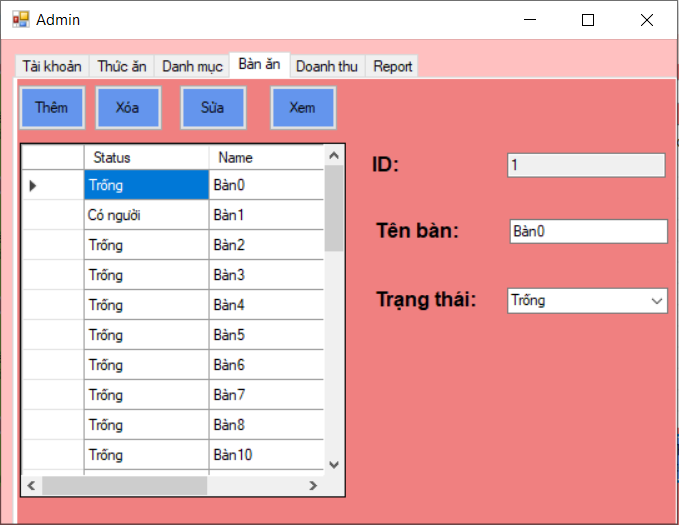 Admin
Tài khoản Thức ăn Danh mục Bàn ăn Doanh thu Report
Thêm Xóa Sửa Xem
Status Name
Trống Bàn0
Có người Bàn1
Trống Bàn2
Trống Bàn3
Trống Bàn4
Trống Bàn5
Trống Bàn6
Trống Bàn7
Trống Bàn8
Trống Bàn10
ID: 1
Tên bàn: Bàn0
Trạng thái: Trống